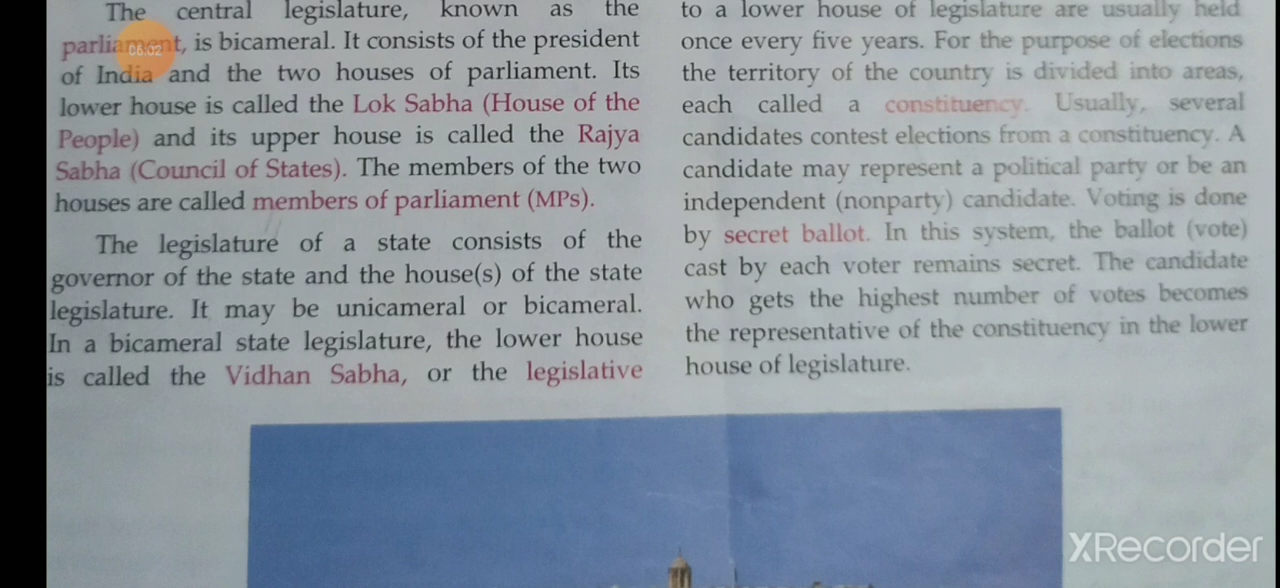 The central legislature, known as the
parliament, is bicameral. It consists of the president
of India and the two houses of parliament. Its
lower house is called the Lok Sabha (House of the
People) and its upper house is called the Rajya
Sabha (Council of States). The members of the two
houses are called members of parliament (MPs).
The legislature of a state consists of the
governor of the state and the house(s) of the state
legislature. It may be unicameral or bicameral.
In a bicameral state legislature, the lower house
is called the Vidhan Sabha, or the legislative
to a lower house of legislature are usually held
once every five years. For the purpose of elections
the territory of the country is divided into areas,
each called a constituency. Usually, several
candidates contest elections from a constituency. A
candidate may represent a political party or be an
independent (nonparty) candidate. Voting is done
by secret ballot. In this system, the ballot (vote)
cast by each voter remains secret. The candidate
who gets the highest number of votes becomes
the representative of the constituency in the lower
house of legislature.
06:02
XRecorder